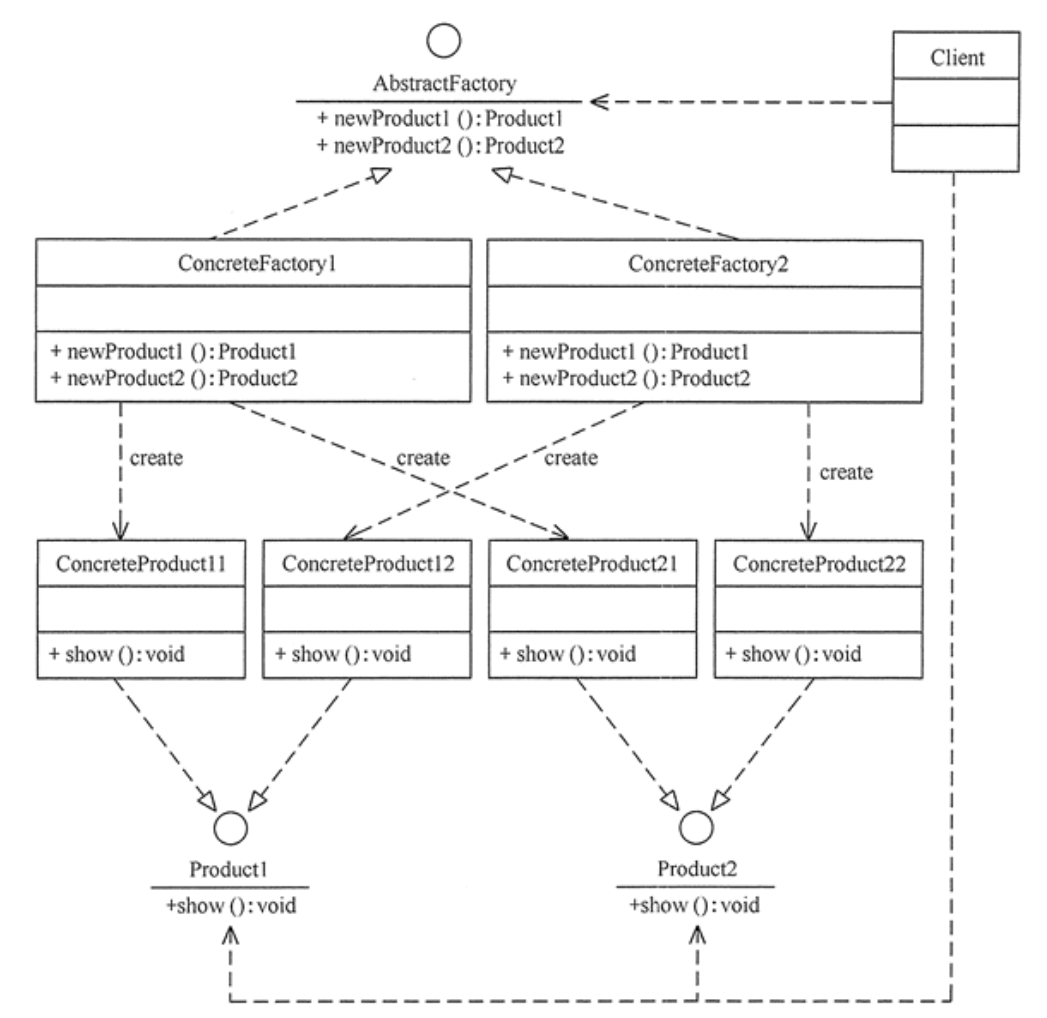 AbstractFactory
+ newProduct1 ():Product1
+ newProduct2 ():Product2
Client
ConcreteFactory1
+ newProduct1 ():Product1
+ newProduct2 ():Product2
ConcreteFactory2
+ newProduct1 ():Product1
+ newProduct2 ():Product2
create
create
create
create
ConcreteProduct11
+ show ():void
ConcreteProduct12
+ show ():void
ConcreteProduct21
+ show ():void
ConcreteProduct22
+ show ():void
Product1
+show ():void
Product2
+show ():void